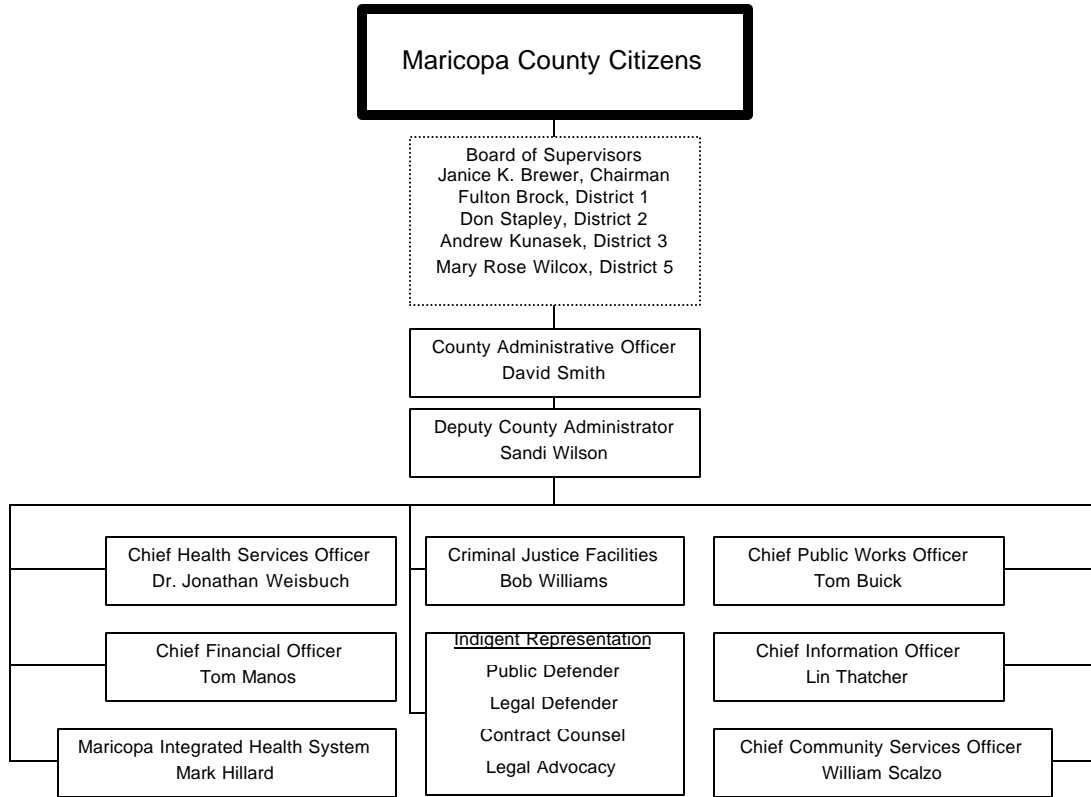 Maricopa County Citizens
Board of Supervisors
Janice K. Brewer, Chairman
Fulton Brock, District 1
Don Stapley, District 2
Andrew Kunasek, District 3
Mary Rose Wilcox, District 5
County Administrative Officer
David Smith
Deputy County Administrator
Sandi Wilson
Chief Health Services Officer
Dr. Jonathan Weisbuch
Criminal Justice Facilities
Bob Williams
Chief Public Works Officer
Tom Buick
Chief Financial Officer
Tom Manos
Indigent Representation
Public Defender
Legal Defender
Contract Counsel
Legal Advocacy
Chief Information Officer
Lin Thatcher
Maricopa Integrated Health System
Mark Hillard
Chief Community Services Officer
William Scalzo